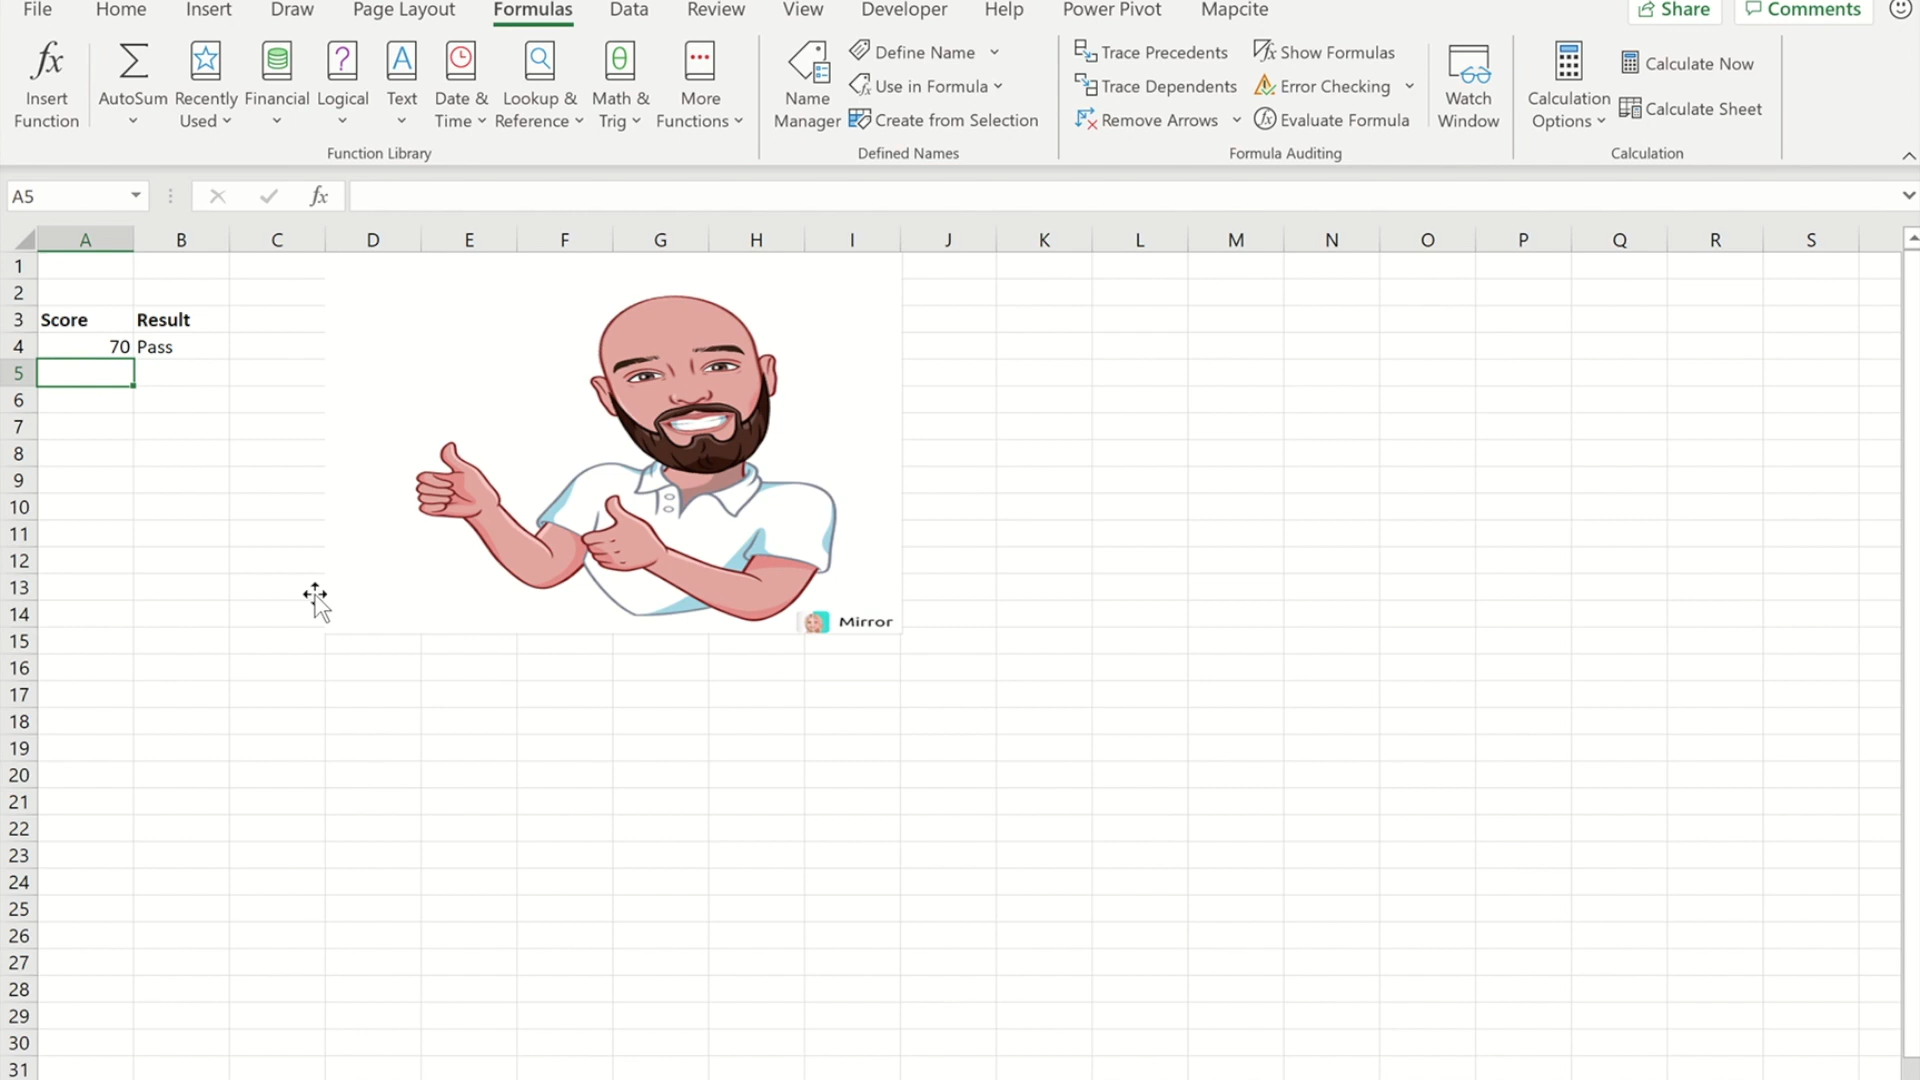 File Home Insert Draw Page Layout Formulas Data Review View Developer Help Power Pivot Mapcite Share Comments
Insert Function
AutoSum
Recently Used
Financial
Logical
Text
Date & Time
Lookup & Reference
Math & Trig
More Functions
Function Library
Name Manager
Define Name
Use in Formula
Create from Selection
Defined Names
Trace Precedents
Trace Dependents
Remove Arrows
Show Formulas
Error Checking
Evaluate Formula
Formula Auditing
Watch Window
Calculation Options
Calculate Now
Calculate Sheet
Calculation
A5 fx
A B C D E F G H I J K L M N O P Q R S
1
2
3 Score Result
4 70 Pass
5
6
7
8
9
10
11
12
13
14 Mirror
15
16
17
18
19
20
21
22
23
24
25
26
27
28
29
30
31